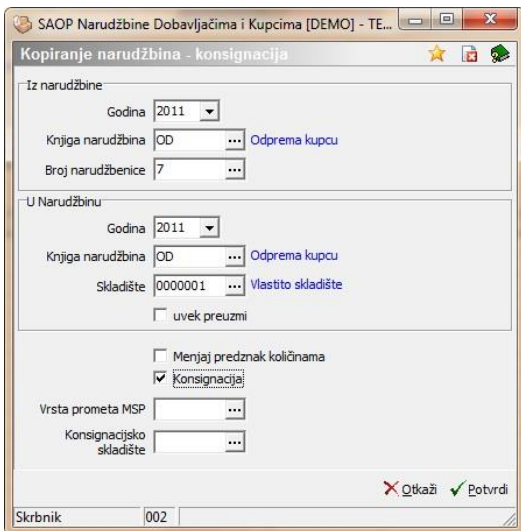 SAOP Narudžbine Dobavljačima i Kupcima [DEMO] - TE...
Kopiranje narudžbina - konsignacija
Iz narudžbine
Godina 2011
Knjiga narudžbina OD ... Odprema kupcu
Broj narudžbenice 7 ...
U Narudžbinu
Godina 2011
Knjiga narudžbina OD ... Odprema kupcu
Skladište 0000001 ... Vlastito skladište
uvek preuzmi
Menjaj predznak količinama
Konsignacija
Vrsta prometa MSP ...
Konsignacijsko
skladište ...
Otkaži Potvrdi
Skrbnik 002